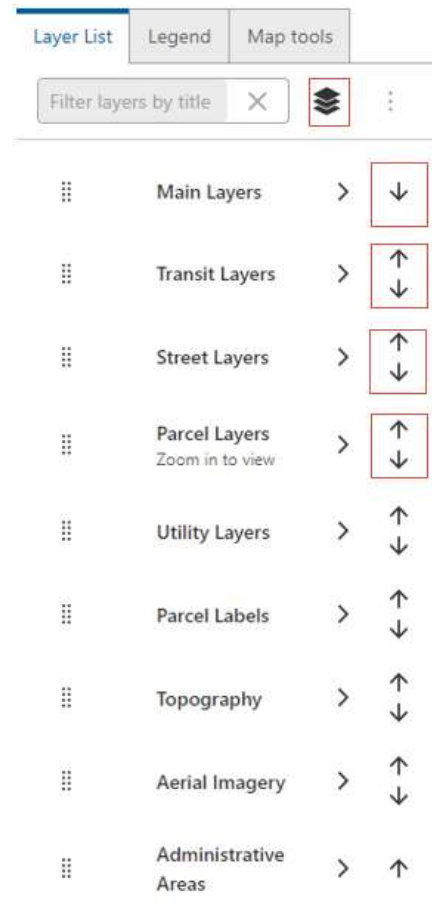 Layer List
Legend
Map tools
Filter layers by title
Main Layers
Transit Layers
Street Layers
Parcel Layers
Zoom in to view
Utility Layers
Parcel Labels
Topography
Aerial Imagery
Administrative
Areas